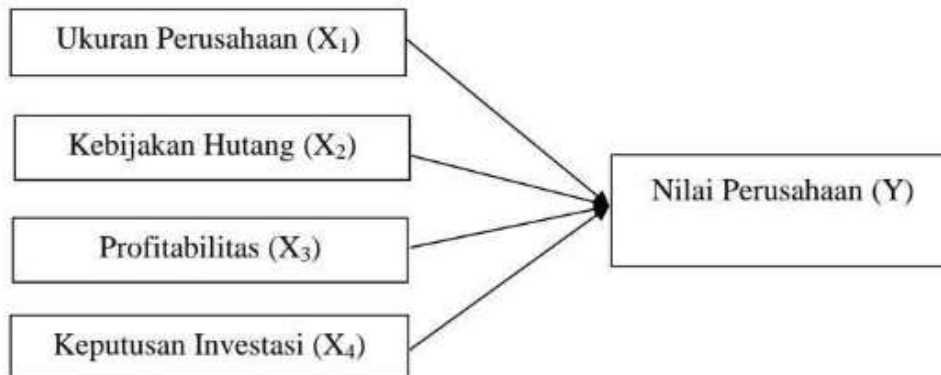 Ukuran Perusahaan (X₁)
Kebijakan Hutang (X₂)
Profitabilitas (X₃)
Keputusan Investasi (X₄)
Nilai Perusahaan (Y)